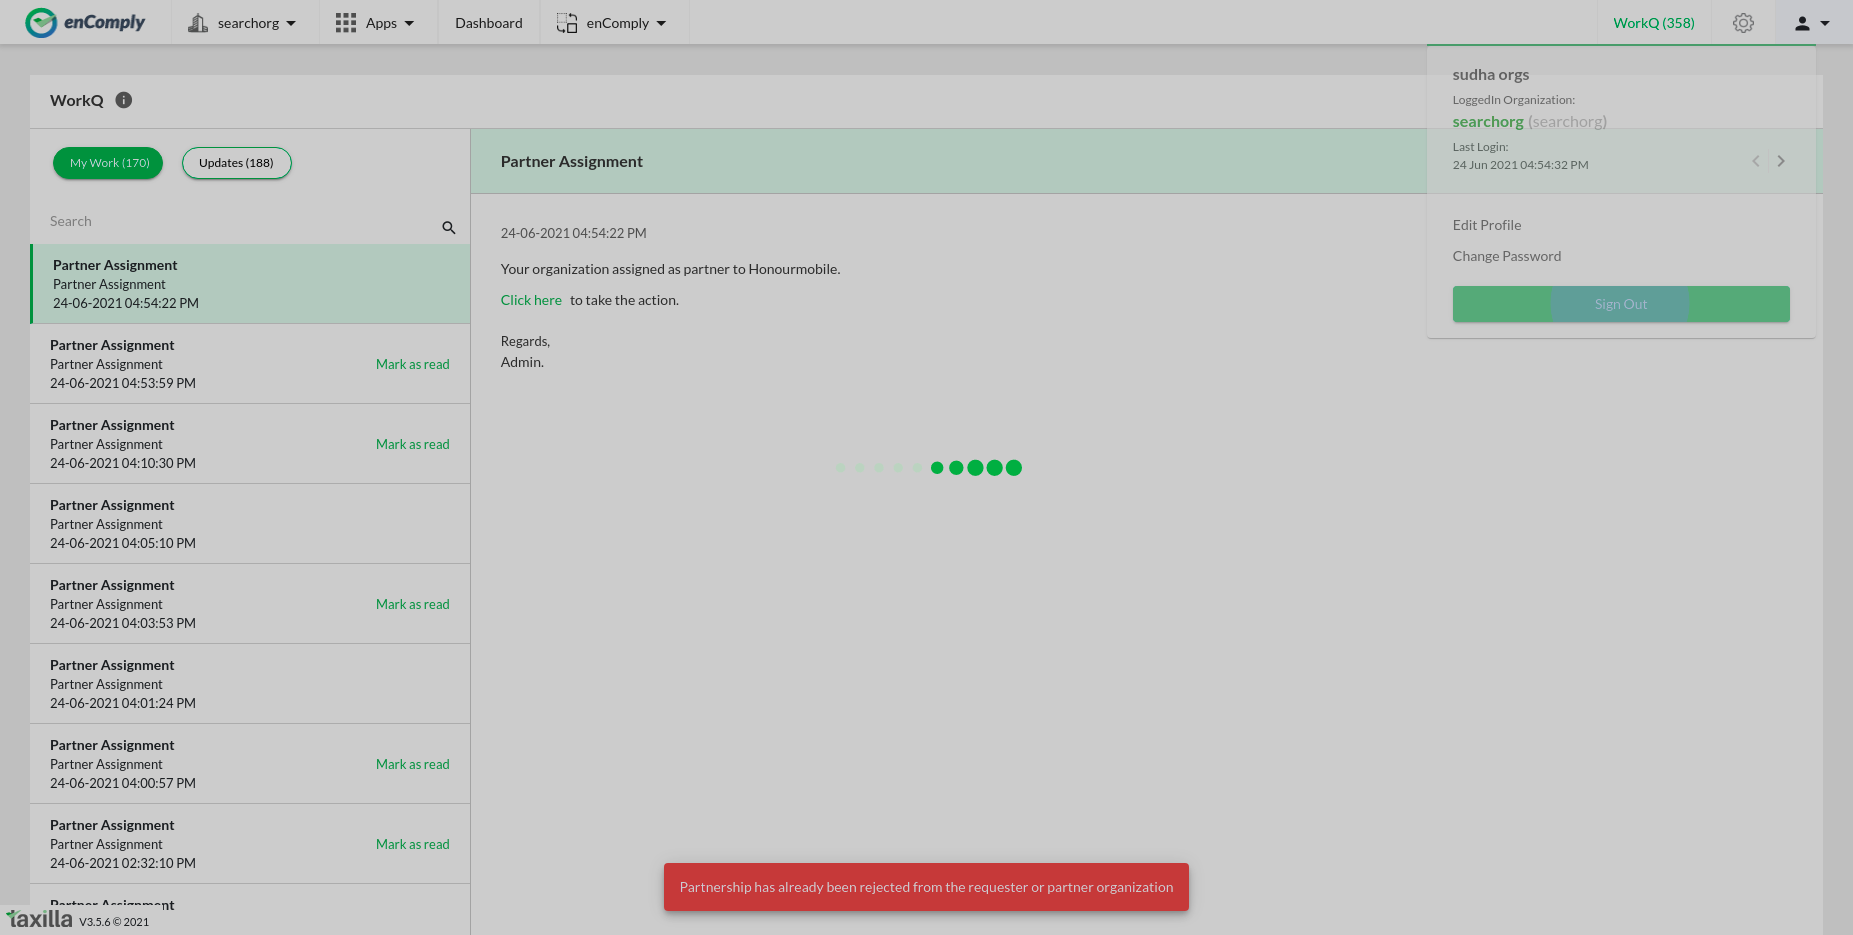 enComply
searchorg
Apps
Dashboard
enComply
WorkQ (358)
sudha orgs
LoggedIn Organization:
searchorg (searchorg)
Last Login:
24 Jun 2021 04:54:32 PM
Edit Profile
Change Password
Sign Out
WorkQ
My Work (170)
Updates (188)
Search
Partner Assignment
Partner Assignment
24-06-2021 04:54:22 PM
Partner Assignment
Partner Assignment
Mark as read
24-06-2021 04:53:59 PM
Partner Assignment
Partner Assignment
Mark as read
24-06-2021 04:10:30 PM
Partner Assignment
Partner Assignment
24-06-2021 04:05:10 PM
Partner Assignment
Partner Assignment
Mark as read
24-06-2021 04:03:53 PM
Partner Assignment
Partner Assignment
24-06-2021 04:01:24 PM
Partner Assignment
Partner Assignment
Mark as read
24-06-2021 04:00:57 PM
Partner Assignment
Partner Assignment
Mark as read
24-06-2021 02:32:10 PM
Partner Assignment
taxilla V3.5.6 © 2021
Partner Assignment
24-06-2021 04:54:22 PM
Your organization assigned as partner to Honourmobile.
Click here to take the action.
Regards,
Admin.
Partnership has already been rejected from the requester or partner organization